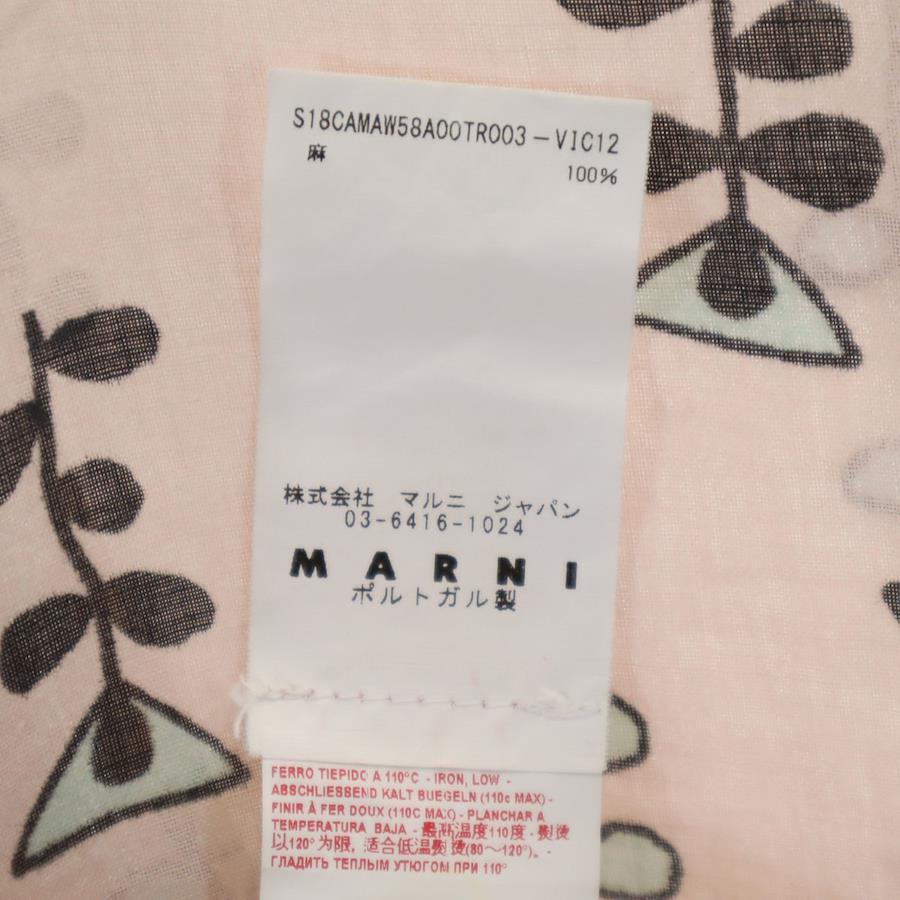 S18CAMAW58A00TR003-VIC12
麻 100%
株式会社 マルニ ジャパン
03-6416-1024
MARNI
ポルトガル製
FERRO TIEPIDO A 110°C - IRON, LOW -
ABSCHLIESSEND KALT BUEGELN (110c MAX) -
FINIR À FER DOUX (110C MAX) - PLANCHAR A
TEMPERATURA BAJA - 最高温度110度 - 熨烫
以120°为限, 适合低温熨烫(80～120°)。-
ГЛАДИТЬ ТЕПЛЫМ УТЮГОМ ПРИ 110°